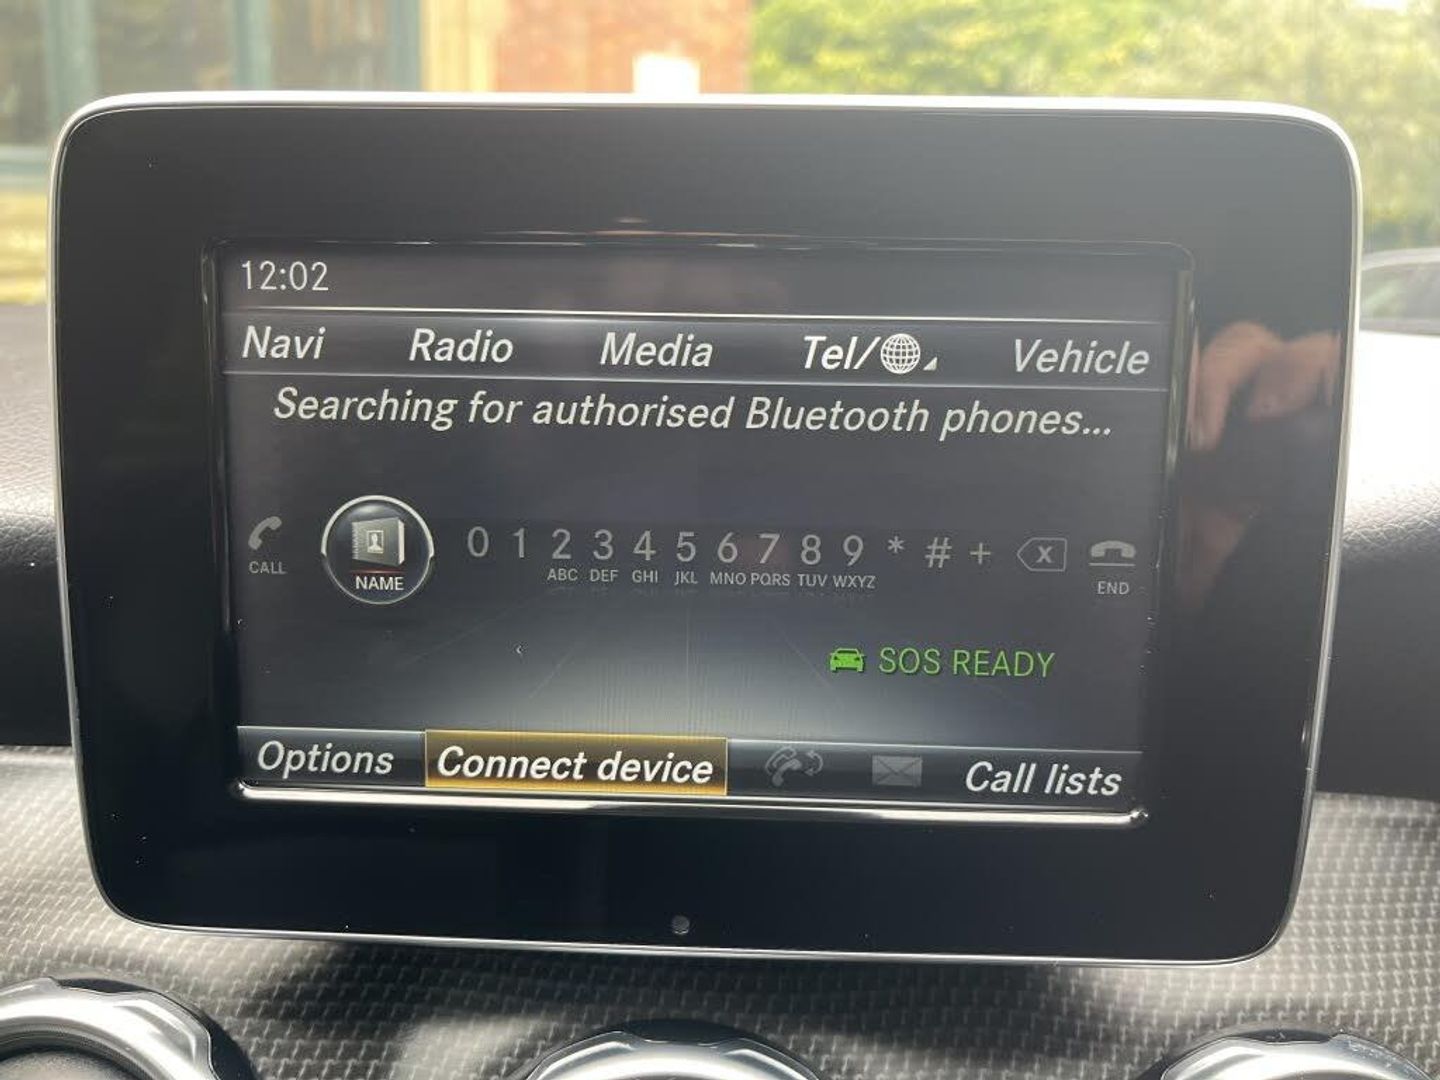 12:02
Navi Radio Media Tel/ Vehicle
Searching for authorised Bluetooth phones...
CALL NAME 0 1 2 3 4 5 6 7 8 9 * # + X END
ABC DEF GHI JKL MNO PQRS TUV WXYZ
SOS READY
Options Connect device Call lists